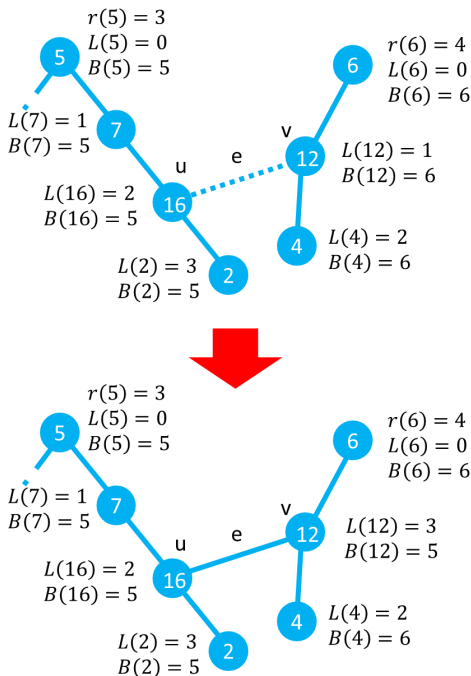 r(5) = 3
L(5) = 0
B(5) = 5
5
r(6) = 4
L(6) = 0
B(6) = 6
6
L(7) = 1
B(7) = 5
7
u
e
v
12
L(12) = 1
B(12) = 6
L(16) = 2
B(16) = 5
16
L(4) = 2
B(4) = 6
4
L(2) = 3
B(2) = 5
2
r(5) = 3
L(5) = 0
B(5) = 5
5
r(6) = 4
L(6) = 0
B(6) = 6
6
L(7) = 1
B(7) = 5
7
u
e
v
12
L(12) = 3
B(12) = 5
L(16) = 2
B(16) = 5
16
L(4) = 2
B(4) = 6
4
L(2) = 3
B(2) = 5
2